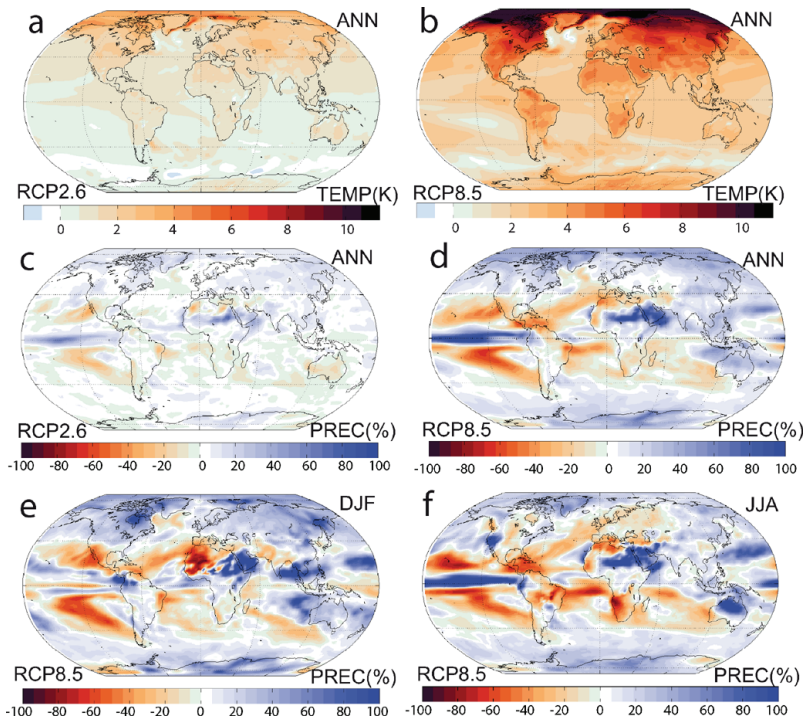 a ANN
RCP2.6 TEMP(K)
0 2 4 6 8 10
b ANN
RCP8.5 TEMP(K)
0 2 4 6 8 10
c ANN
RCP2.6 PREC(%)
-100 -80 -60 -40 -20 0 20 40 60 80 100
d ANN
RCP8.5 PREC(%)
-100 -80 -60 -40 -20 0 20 40 60 80 100
e DJF
RCP8.5 PREC(%)
-100 -80 -60 -40 -20 0 20 40 60 80 100
f JJA
RCP8.5 PREC(%)
-100 -80 -60 -40 -20 0 20 40 60 80 100